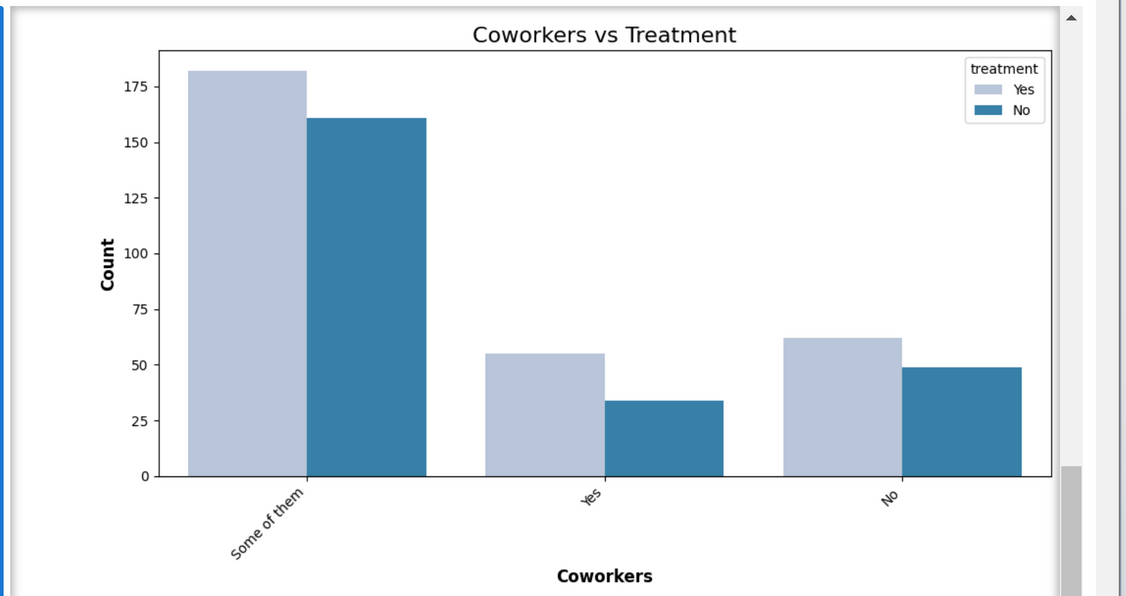 Coworkers vs Treatment
treatment
Yes
No
175
150
125
100
75
50
25
0
Count
Some of them
Yes
No
Coworkers